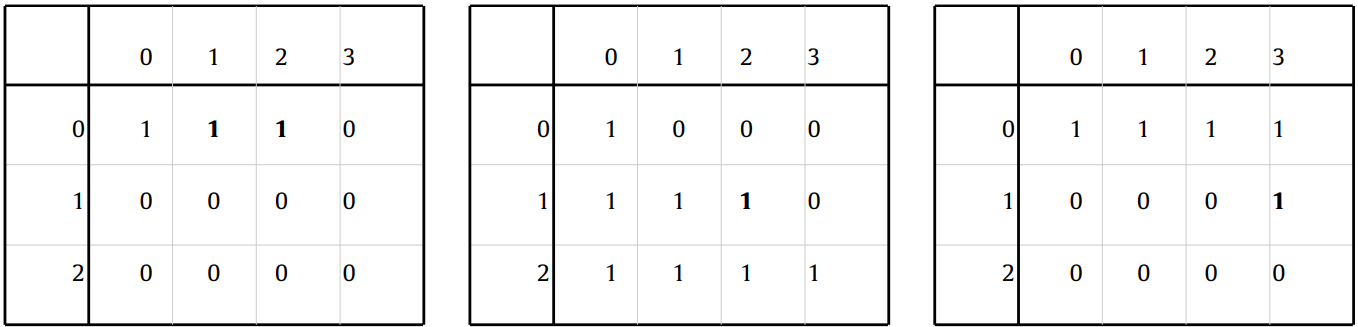 0 1 2 3
0 1 1 1 0
1 0 0 0 0
2 0 0 0 0
0 1 2 3
0 1 0 0 0
1 1 1 1 0
2 1 1 1 1
0 1 2 3
0 1 1 1 1
1 0 0 0 1
2 0 0 0 0